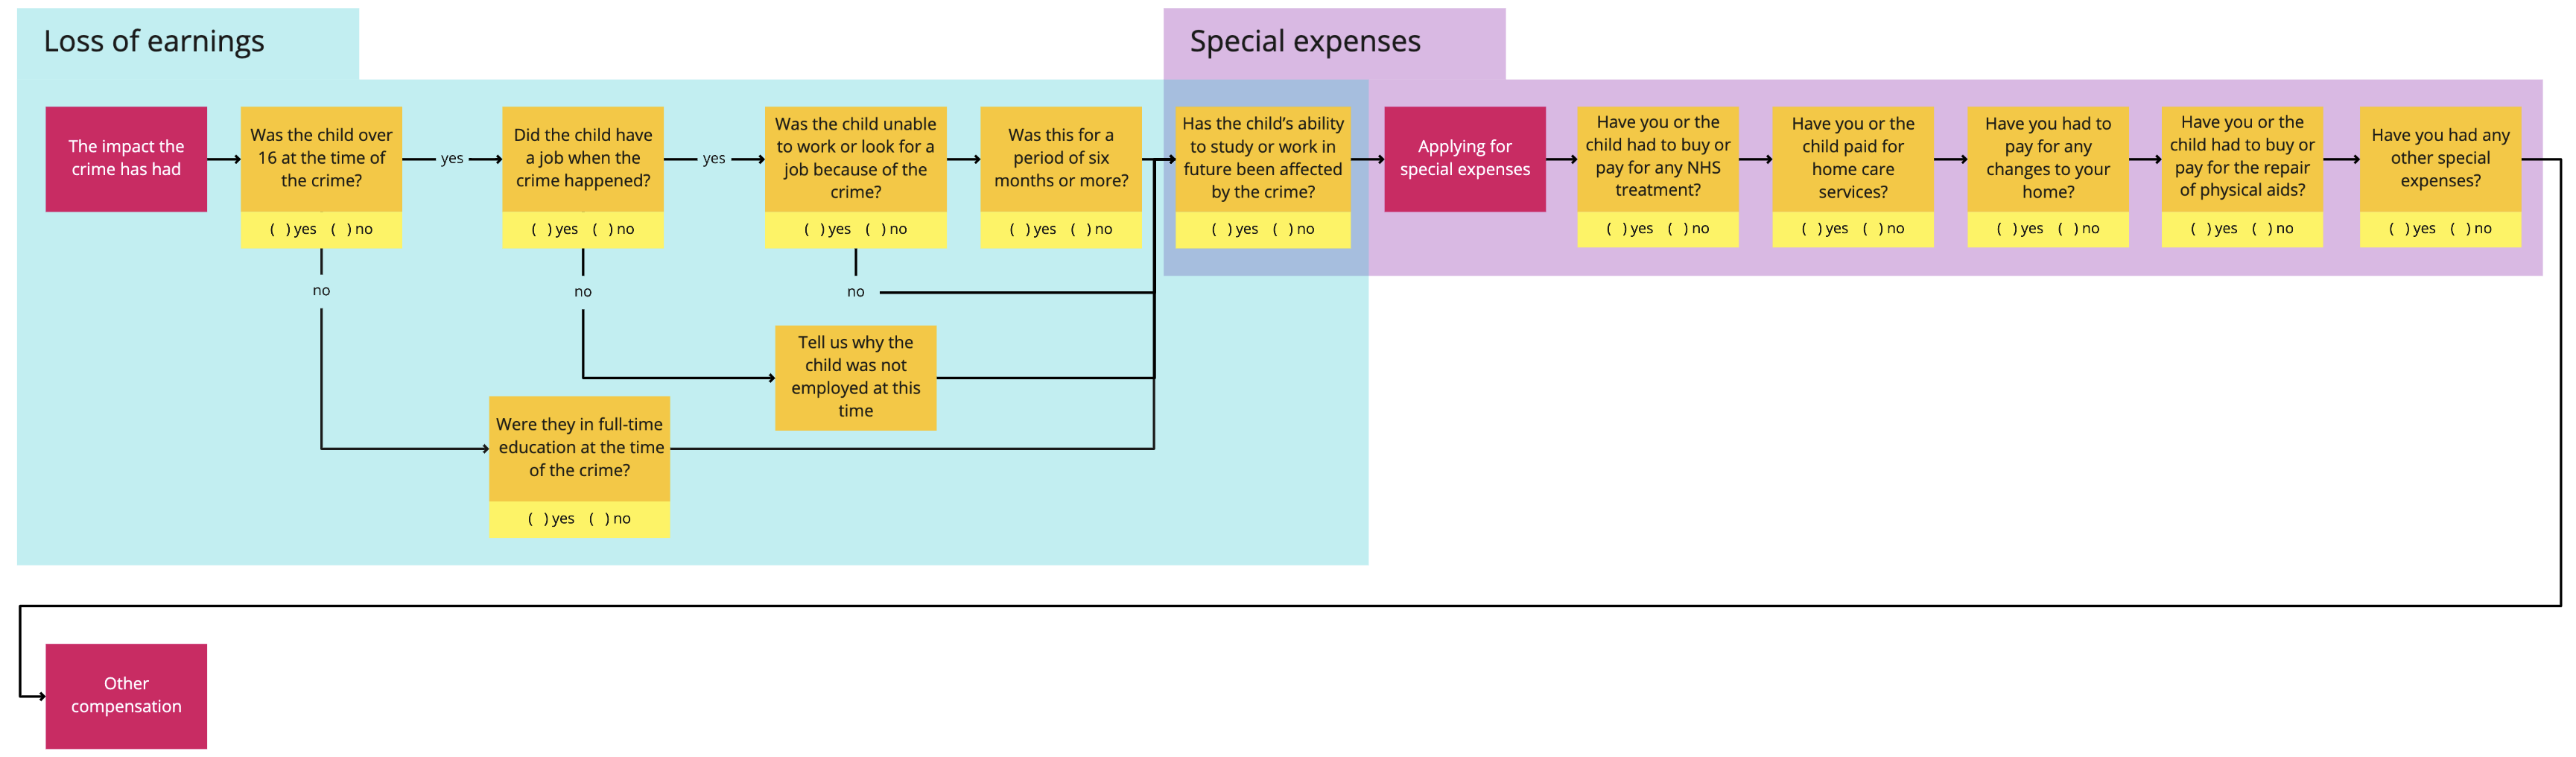 Loss of earnings
Special expenses
The impact the
crime has had
Was the child over
16 at the time of
the crime?
( ) yes ( ) no
yes
Did the child have
a job when the
crime happened?
( ) yes ( ) no
yes
Was the child unable
to work or look for a
job because of the
crime?
( ) yes ( ) no
Was this for a
period of six
months or more?
( ) yes ( ) no
Has the child’s ability
to study or work in
future been affected
by the crime?
( ) yes ( ) no
Applying for
special expenses
Have you or the
child had to buy or
pay for any NHS
treatment?
( ) yes ( ) no
Have you or the
child paid for
home care
services?
( ) yes ( ) no
Have you had to
pay for any
changes to your
home?
( ) yes ( ) no
Have you or the
child had to buy or
pay for the repair
of physical aids?
( ) yes ( ) no
Have you had any
other special
expenses?
( ) yes ( ) no
no
no
no
Tell us why the
child was not
employed at this
time
Were they in full-time
education at the time
of the crime?
( ) yes ( ) no
Other
compensation